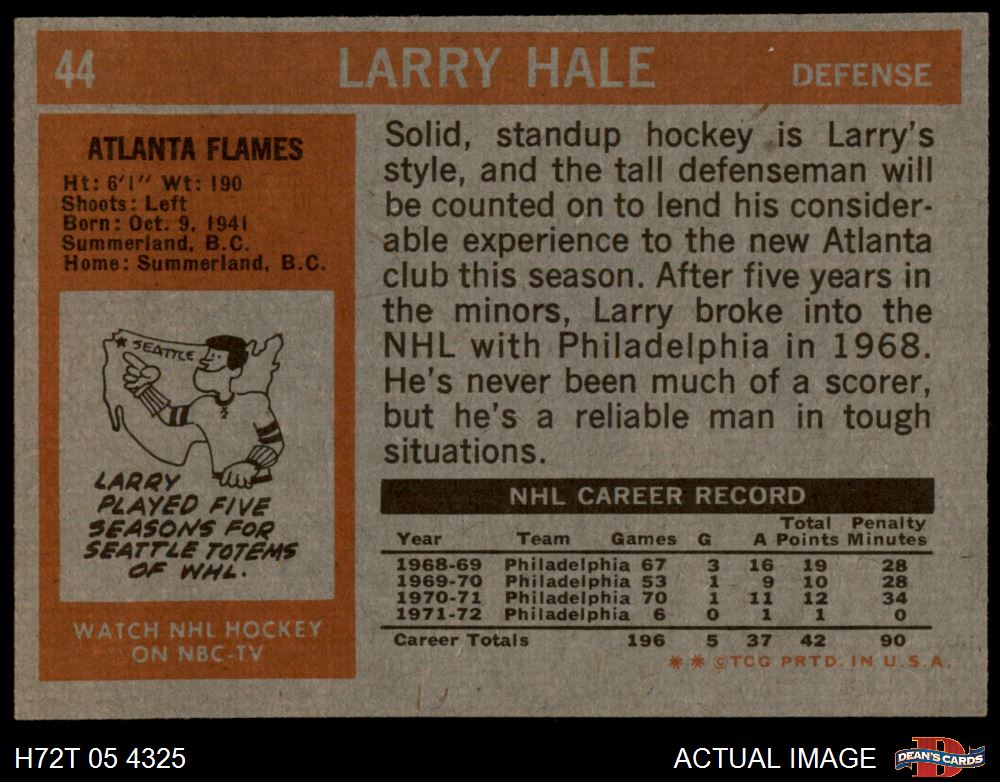 44 LARRY HALE DEFENSE
ATLANTA FLAMES
Ht: 6'1" Wt: 190
Shoots: Left
Born: Oct. 9, 1941
Summerland, B.C.
Home: Summerland, B.C.
* SEATTLE
LARRY
PLAYED FIVE
SEASONS FOR
SEATTLE TOTEMS
OF WHL.
WATCH NHL HOCKEY
ON NBC-TV
Solid, standup hockey is Larry's
style, and the tall defenseman will
be counted on to lend his consider-
able experience to the new Atlanta
club this season. After five years in
the minors, Larry broke into the
NHL with Philadelphia in 1968.
He's never been much of a scorer,
but he's a reliable man in tough
situations.
NHL CAREER RECORD
Total Penalty
Year Team Games G A Points Minutes
1968-69 Philadelphia 67 3 16 19 28
1969-70 Philadelphia 53 1 9 10 28
1970-71 Philadelphia 70 1 11 12 34
1971-72 Philadelphia 6 0 1 1 0
Career Totals 196 5 37 42 90
* * ©TCG PRTD. IN U.S.A.
H72T 05 4325 ACTUAL IMAGE D DEAN'S CARDS